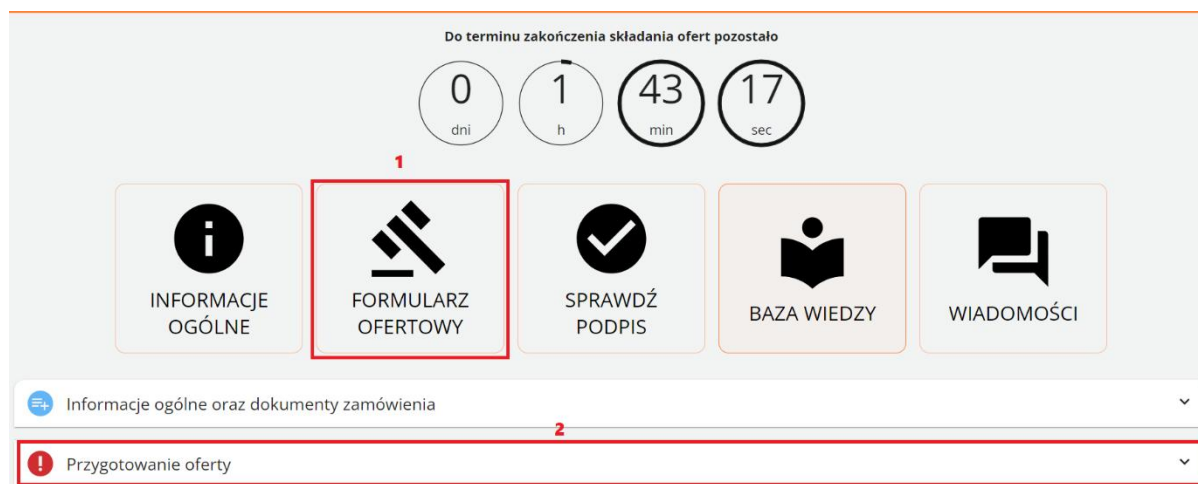 Do terminu zakończenia składania ofert pozostało
0 1 43 17
dni h min sec
1
INFORMACJE OGÓLNE
FORMULARZ OFERTOWY
SPRAWDŹ PODPIS
BAZA WIEDZY
WIADOMOŚCI
Informacje ogólne oraz dokumenty zamówienia
2
Przygotowanie oferty